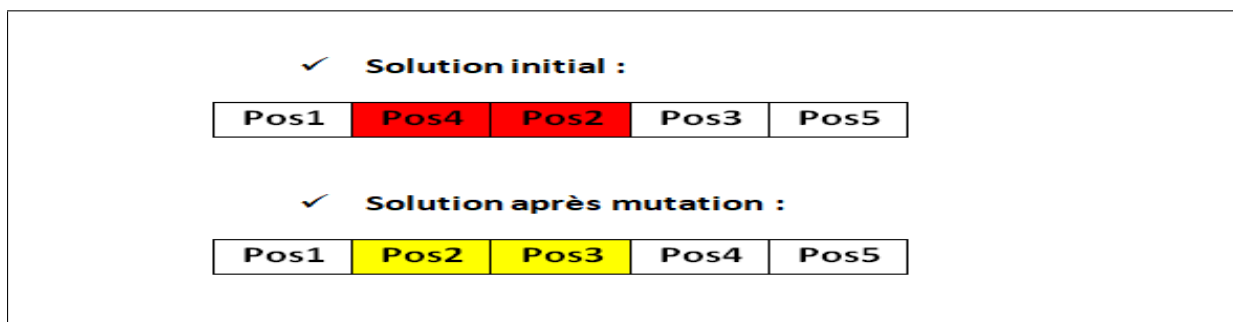 ✓ Solution initial :
Pos1 Pos4 Pos2 Pos3 Pos5
✓ Solution après mutation :
Pos1 Pos2 Pos3 Pos4 Pos5